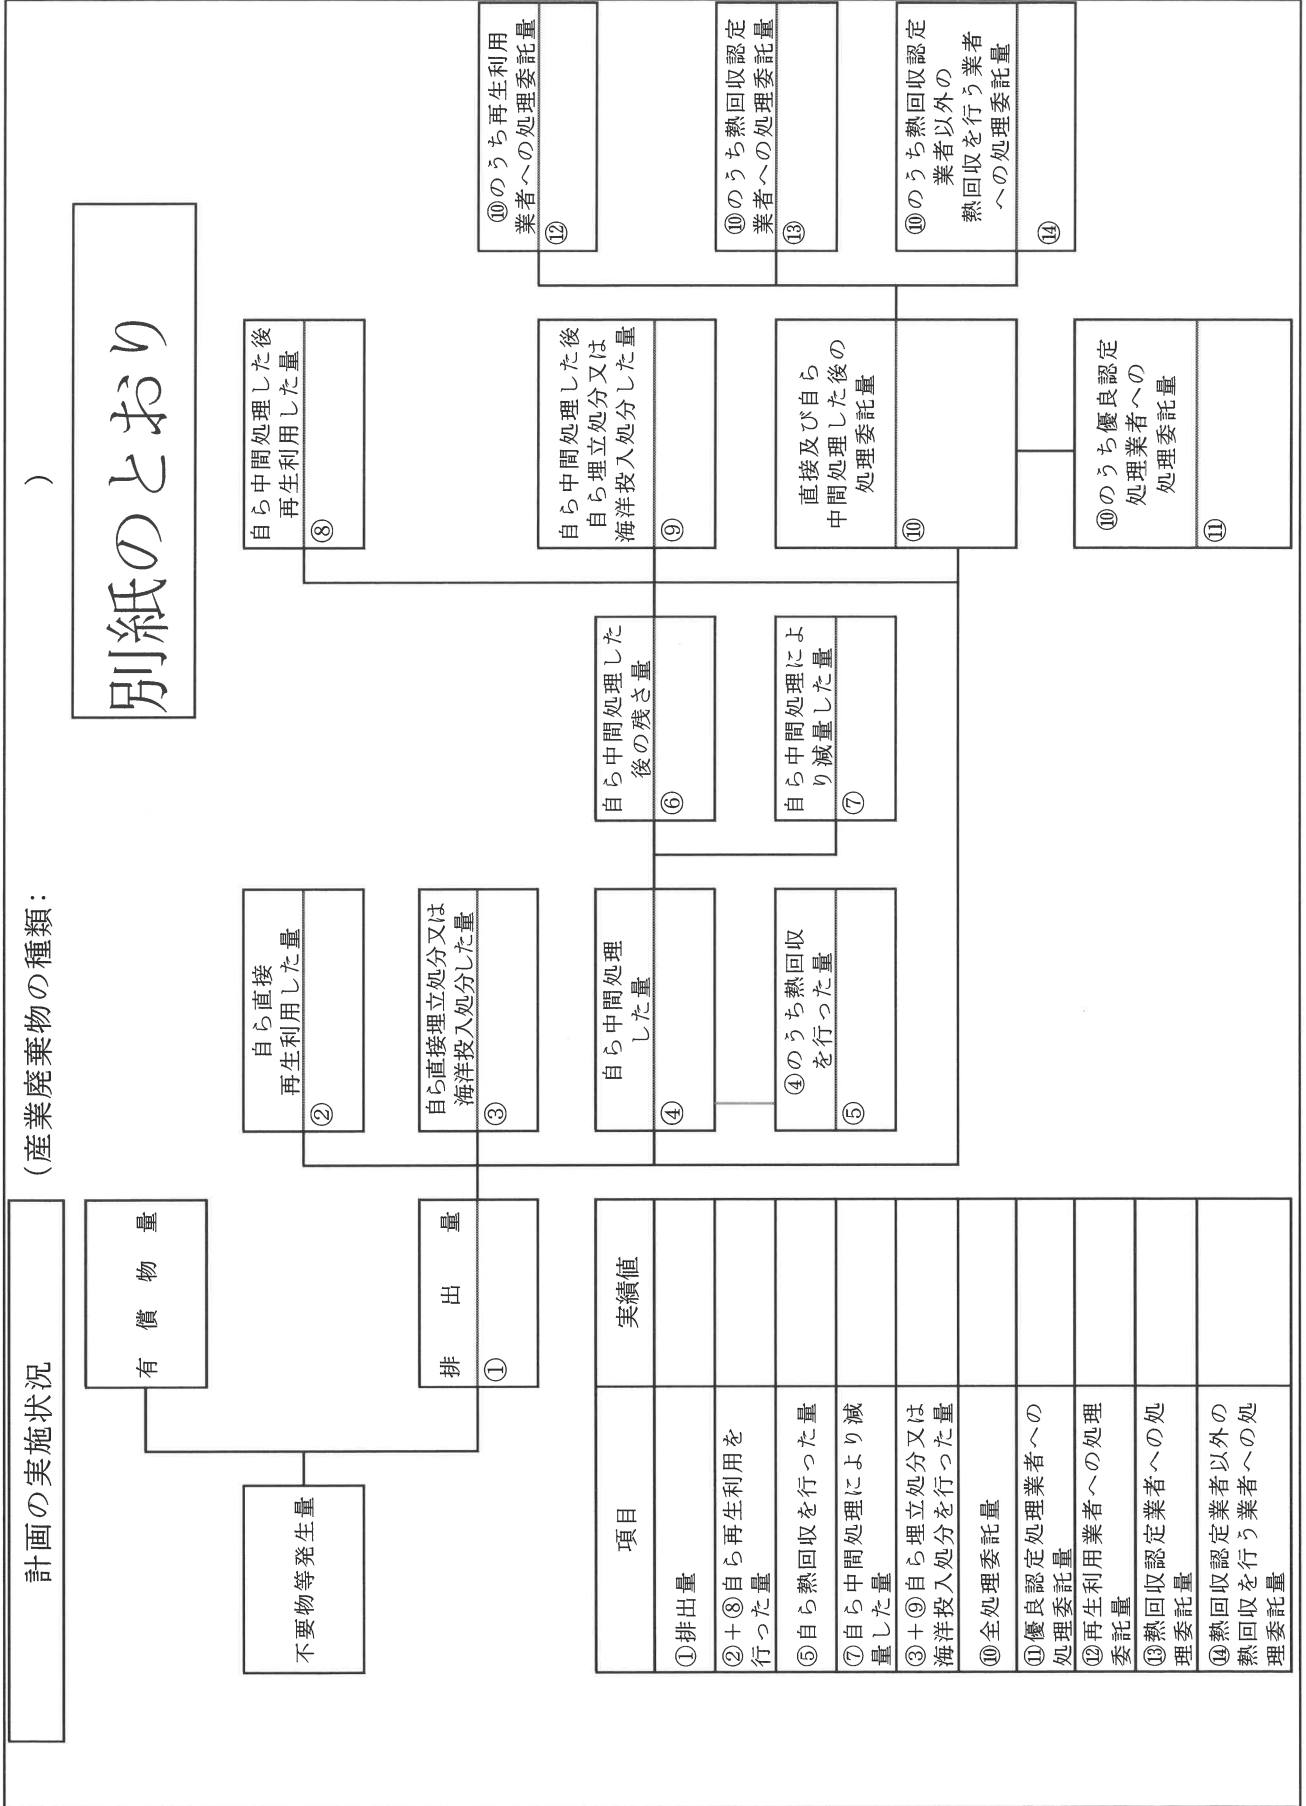 計画の実施状況
(産業廃棄物の種類: )
別紙のとおり
不要物等発生量
有償物量
排出量
①
自ら直接
再生利用した量
②
自ら直接埋立処分又は
海洋投入処分した量
③
自ら中間処理
した量
④
④のうち熱回収
を行った量
⑤
自ら中間処理した
後の残さ量
⑥
自ら中間処理によ
り減量した量
⑦
自ら中間処理した後
再生利用した量
⑧
自ら中間処理した後
自ら埋立処分又は
海洋投入処分した量
⑨
直接及び自ら
中間処理した後の
処理委託量
⑩
⑩のうち優良認定
処理業者への
処理委託量
⑪
⑩のうち再生利用
業者への処理委託量
⑫
⑩のうち熱回収認定
業者への処理委託量
⑬
⑩のうち熱回収認定
業者以外の
熱回収を行う業者
への処理委託量
⑭
項目 実績値
①排出量
②+⑧自ら再生利用を
行った量
⑤自ら熱回収を行った量
⑦自ら中間処理により減
量した量
③+⑨自ら埋立処分又は
海洋投入処分を行った量
⑩全処理委託量
⑪優良認定処理業者への
処理委託量
⑫再生利用業者への処理
委託量
⑬熱回収認定業者への処
理委託量
⑭熱回収認定業者以外の
熱回収を行う業者への処
理委託量